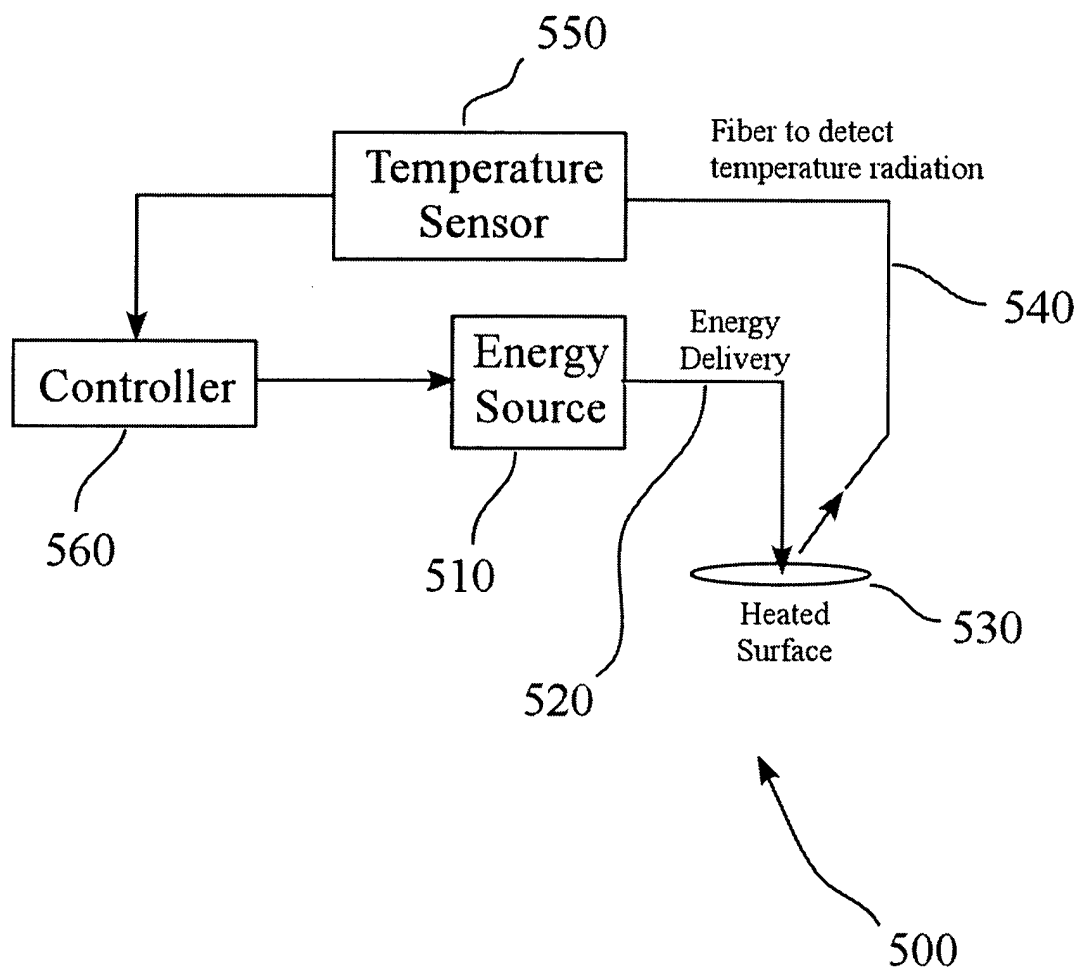 550
Temperature
Sensor
Fiber to detect
temperature radiation
540
Controller
560
Energy
Source
510
Energy
Delivery
520
Heated
Surface
530
500